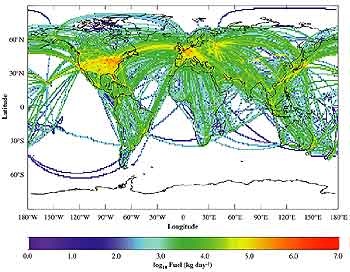 60°N
30°N
0°
30°S
60°S
Latitude
180°W 150°W 120°W 90°W 60°W 30°W 0° 30°E 60°E 90°E 120°E 150°E 180°E
Longitude
0.0 1.0 2.0 3.0 4.0 5.0 6.0 7.0
log₁₀ Fuel (kg day⁻¹)